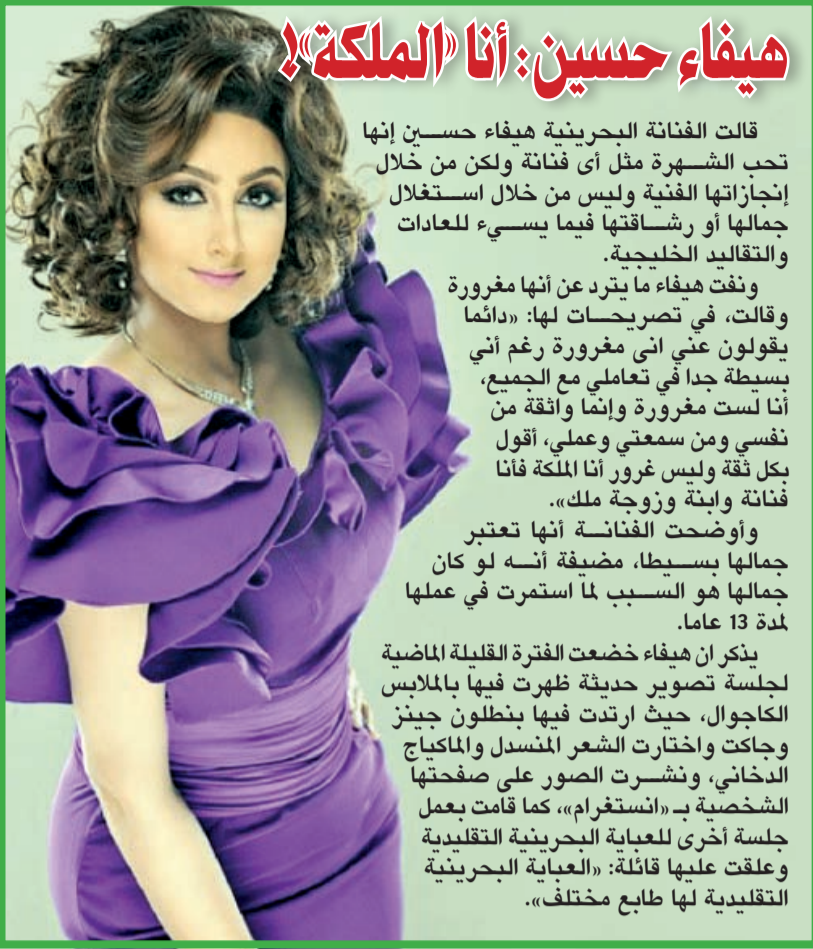 هيفاء حسين: أنا «الملكة»!
قالت الفنانة البحرينية هيفاء حسين إنها
تحب الشهرة مثل أى فنانة ولكن من خلال
إنجازاتها الفنية وليس من خلال استغلال
جمالها أو رشاقتها فيما يسيء للعادات
والتقاليد الخليجية.
ونفت هيفاء ما يترد عن أنها مغرورة
وقالت، في تصريحات لها: «دائما
يقولون عني انى مغرورة رغم أني
بسيطة جدا في تعاملي مع الجميع،
أنا لست مغرورة وإنما واثقة من
نفسي ومن سمعتي وعملي، أقول
بكل ثقة وليس غرور أنا الملكة فأنا
فنانة وابنة وزوجة ملك».
وأوضحت الفنانة أنها تعتبر
جمالها بسيطا، مضيفة أنه لو كان
جمالها هو السبب لما استمرت في عملها
لمدة 13 عاما.
يذكر ان هيفاء خضعت الفترة القليلة الماضية
لجلسة تصوير حديثة ظهرت فيها بالملابس
الكاجوال، حيث ارتدت فيها بنطلون جينز
وجاكت واختارت الشعر المنسدل والماكياج
الدخاني، ونشرت الصور على صفحتها
الشخصية بـ «انستغرام»، كما قامت بعمل
جلسة أخرى للعباية البحرينية التقليدية
وعلقت عليها قائلة: «العباية البحرينية
التقليدية لها طابع مختلف».